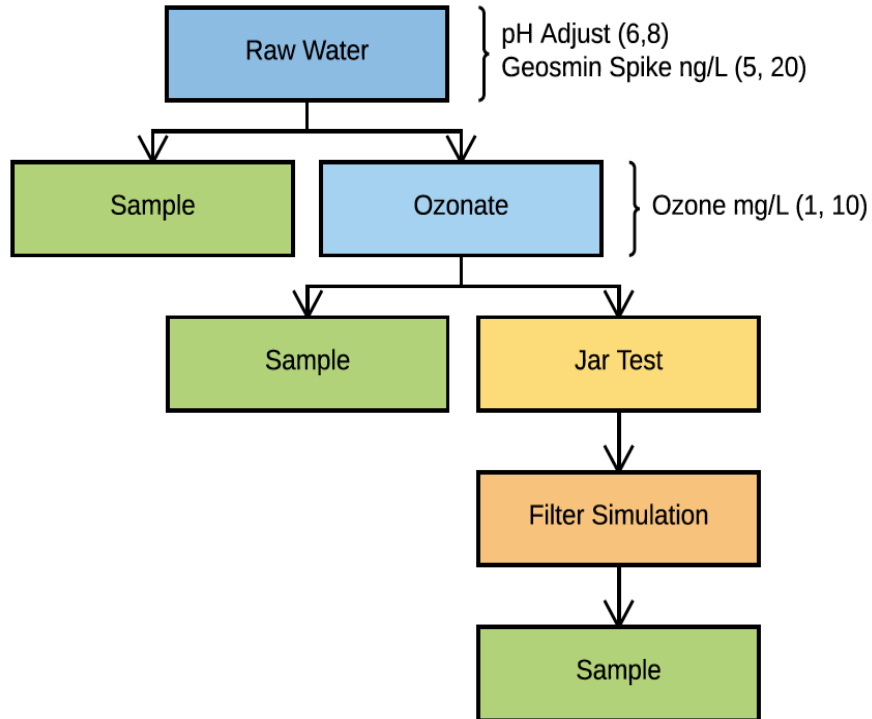 Raw Water
pH Adjust (6,8)
Geosmin Spike ng/L (5, 20)
Sample
Ozonate
Ozone mg/L (1, 10)
Sample
Jar Test
Filter Simulation
Sample